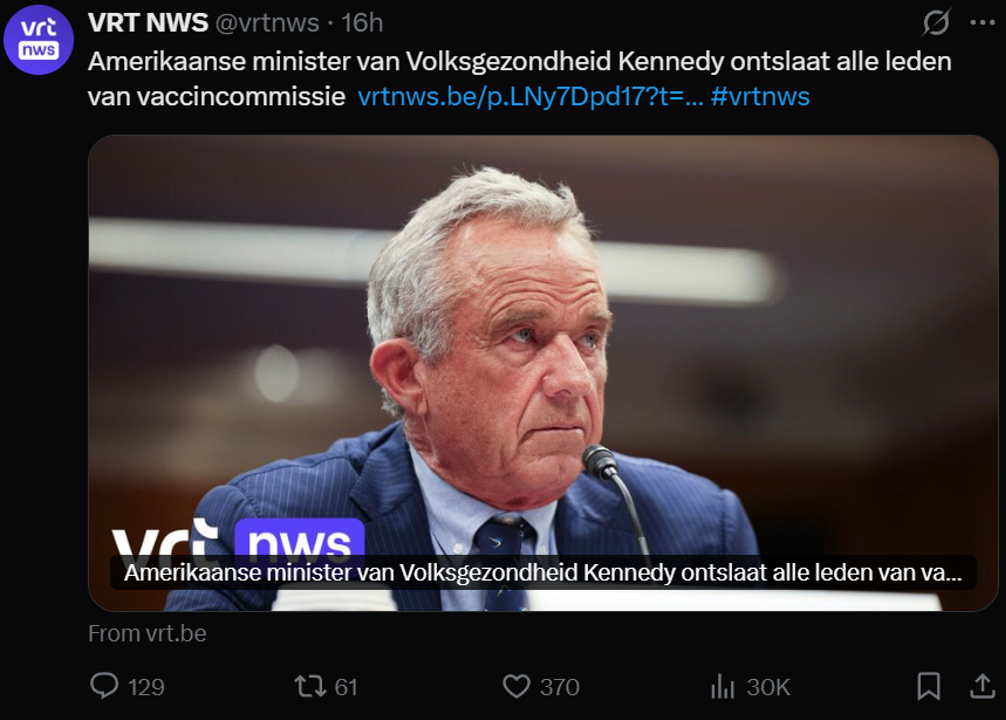 vrt
nws
VRT NWS @vrtnws · 16h
Amerikaanse minister van Volksgezondheid Kennedy ontslaat alle leden
van vaccincommissie vrtnws.be/p.LNy7Dpd17?t=... #vrtnws
vrt nws
Amerikaanse minister van Volksgezondheid Kennedy ontslaat alle leden van va...
From vrt.be
129 61 370 30K